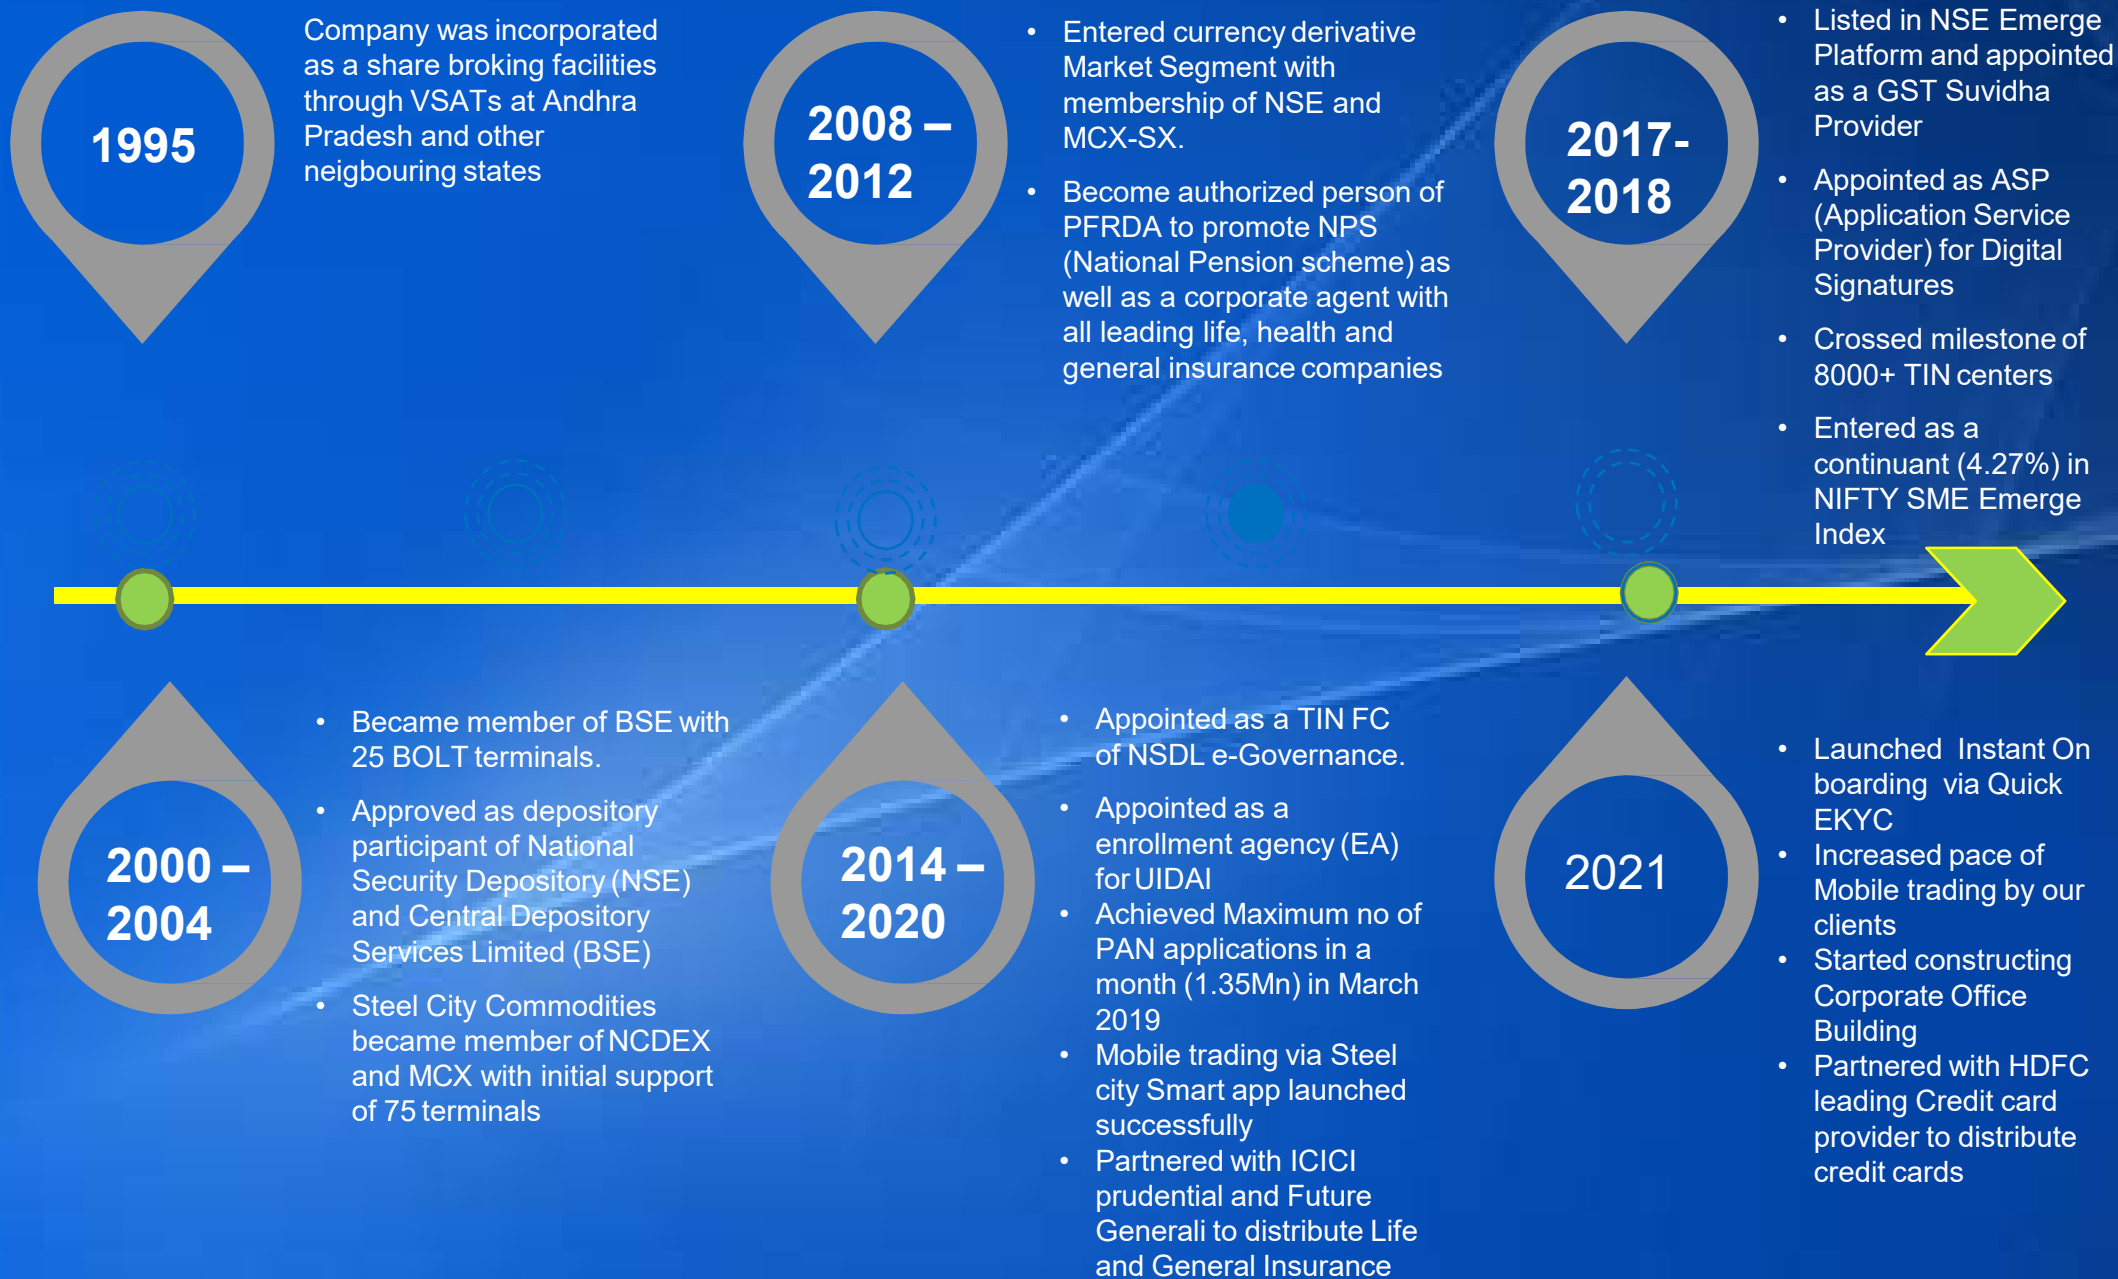 1995
Company was incorporated
as a share broking facilities
through VSATs at Andhra
Pradesh and other
neigbouring states
2008 –
2012
• Entered currency derivative
Market Segment with
membership of NSE and
MCX-SX.
• Become authorized person of
PFRDA to promote NPS
(National Pension scheme) as
well as a corporate agent with
all leading life, health and
general insurance companies
2017-
2018
• Listed in NSE Emerge
Platform and appointed
as a GST Suvidha
Provider
• Appointed as ASP
(Application Service
Provider) for Digital
Signatures
• Crossed milestone of
8000+ TIN centers
• Entered as a
continuant (4.27%) in
NIFTY SME Emerge
Index
2000 –
2004
• Became member of BSE with
25 BOLT terminals.
• Approved as depository
participant of National
Security Depository (NSE)
and Central Depository
Services Limited (BSE)
• Steel City Commodities
became member of NCDEX
and MCX with initial support
of 75 terminals
2014 –
2020
• Appointed as a TIN FC
of NSDL e-Governance.
• Appointed as a
enrollment agency (EA)
for UIDAI
• Achieved Maximum no of
PAN applications in a
month (1.35Mn) in March
2019
• Mobile trading via Steel
city Smart app launched
successfully
• Partnered with ICICI
prudential and Future
Generali to distribute Life
and General Insurance
2021
• Launched Instant On
boarding via Quick
EKYC
• Increased pace of
Mobile trading by our
clients
• Started constructing
Corporate Office
Building
• Partnered with HDFC
leading Credit card
provider to distribute
credit cards